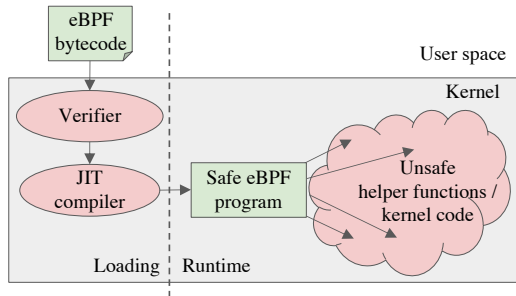 eBPF
bytecode
User space
Kernel
Verifier
JIT
compiler
Safe eBPF
program
Unsafe
helper functions /
kernel code
Loading
Runtime